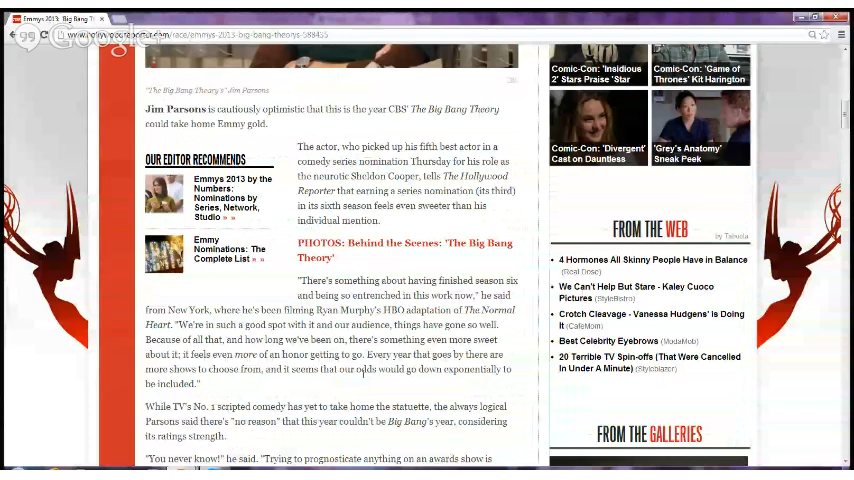 Emmys 2013: 'Big Bang Th
Google+
www.hollywoodreporter.com/race/emmys-2013-big-bang-theorys-588435
"The Big Bang Theory's" Jim Parsons
Jim Parsons is cautiously optimistic that this is the year CBS' The Big Bang Theory
could take home Emmy gold.
OUR EDITOR RECOMMENDS
Emmys 2013 by the
Numbers:
Nominations by
Series, Network,
Studio » »
Emmy
Nominations: The
Complete List » »
The actor, who picked up his fifth best actor in a
comedy series nomination Thursday for his role as
the neurotic Sheldon Cooper, tells The Hollywood
Reporter that earning a series nomination (its third)
in its sixth season feels even sweeter than his
individual mention.
PHOTOS: Behind the Scenes: 'The Big Bang
Theory'
"There's something about having finished season six
and being so entrenched in this work now," he said
from New York, where he's been filming Ryan Murphy's HBO adaptation of The Normal
Heart. "We're in such a good spot with it and our audience, things have gone so well.
Because of all that, and how long we've been on, there's something even more sweet
about it; it feels even more of an honor getting to go. Every year that goes by there are
more shows to choose from, and it seems that our odds would go down exponentially to
be included."
While TV's No. 1 scripted comedy has yet to take home the statuette, the always logical
Parsons said there's "no reason" that this year couldn't be Big Bang's year, considering
its ratings strength.
"You never know!" he said. "Trying to prognosticate anything on an awards show is
Comic-Con: 'Insidious
2' Stars Praise 'Star
Comic-Con: 'Game of
Thrones' Kit Harington
Comic-Con: 'Divergent'
Cast on Dauntless
'Grey's Anatomy'
Sneak Peek
FROM THE WEB
by Taboola
4 Hormones All Skinny People Have in Balance
(Real Dose)
We Can't Help But Stare - Kaley Cuoco
Pictures (StyleBistro)
Crotch Cleavage - Vanessa Hudgens' Is Doing
It (CafeMom)
Best Celebrity Eyebrows (ModaMob)
20 Terrible TV Spin-offs (That Were Cancelled
In Under A Minute) (Styleblazer)
FROM THE GALLERIES